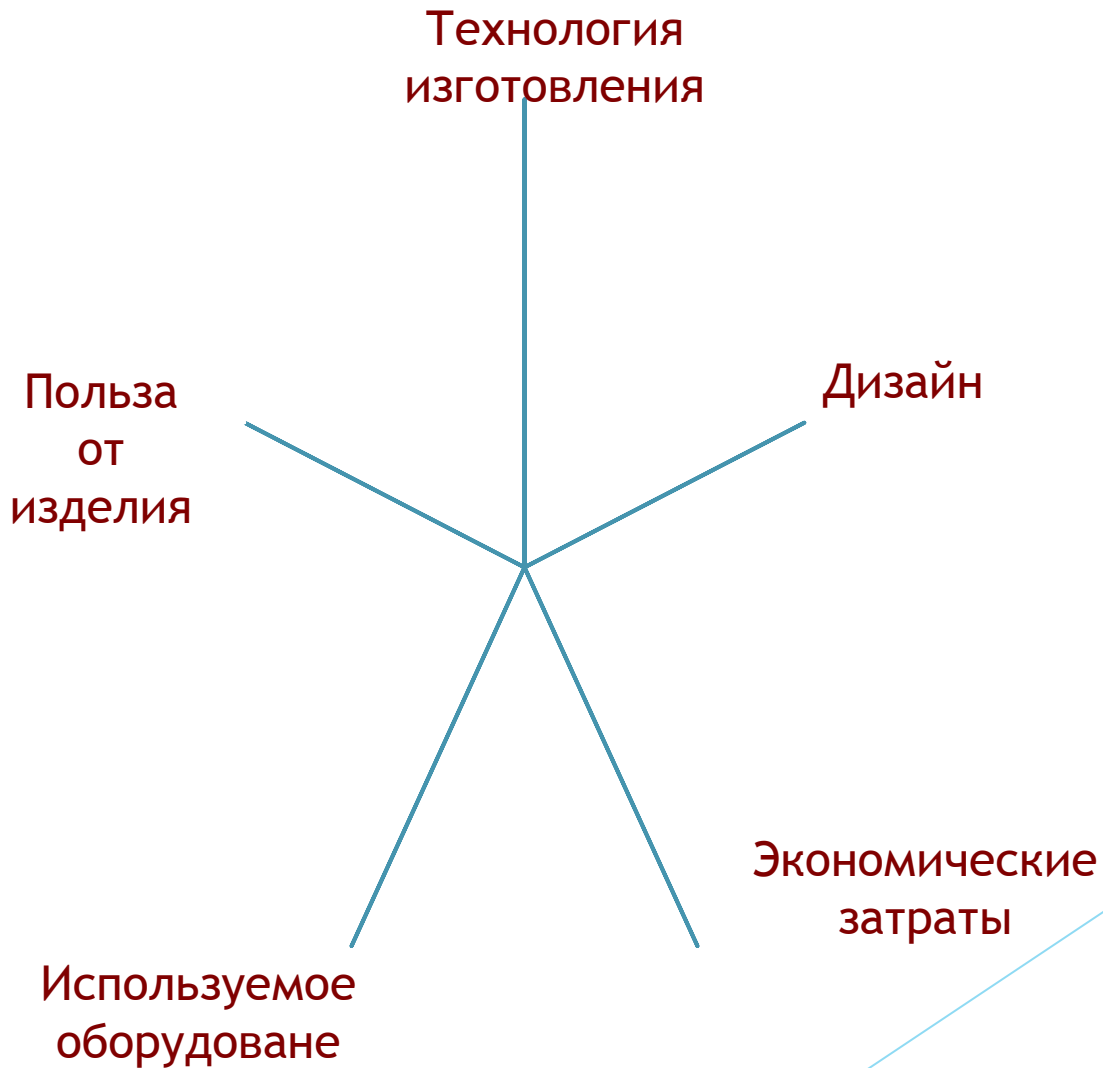 Технология
изготовления
Дизайн
Польза
от
изделия
Экономические
затраты
Используемое
оборудоване